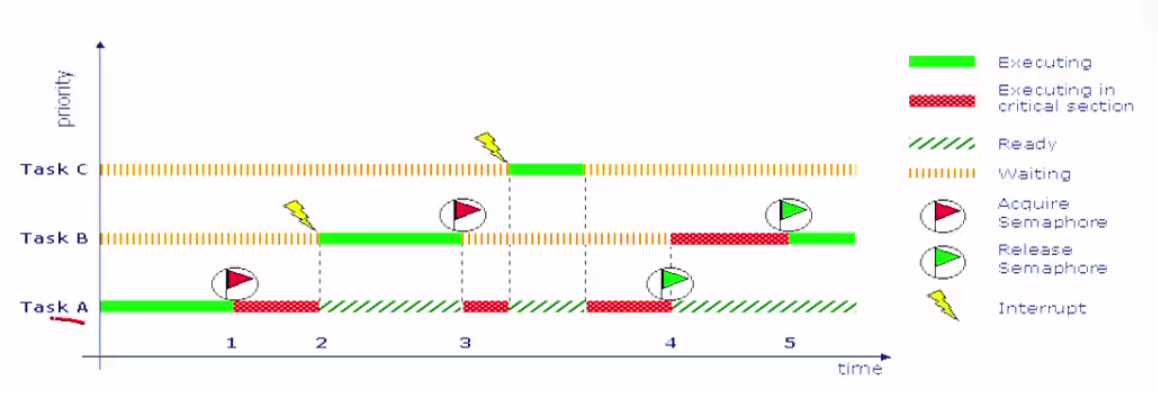 priority
Task C
Task B
Task A
1 2 3 4 5
time
Executing
Executing in
critical section
Ready
Waiting
Acquire
Semaphore
Release
Semaphore
Interrupt